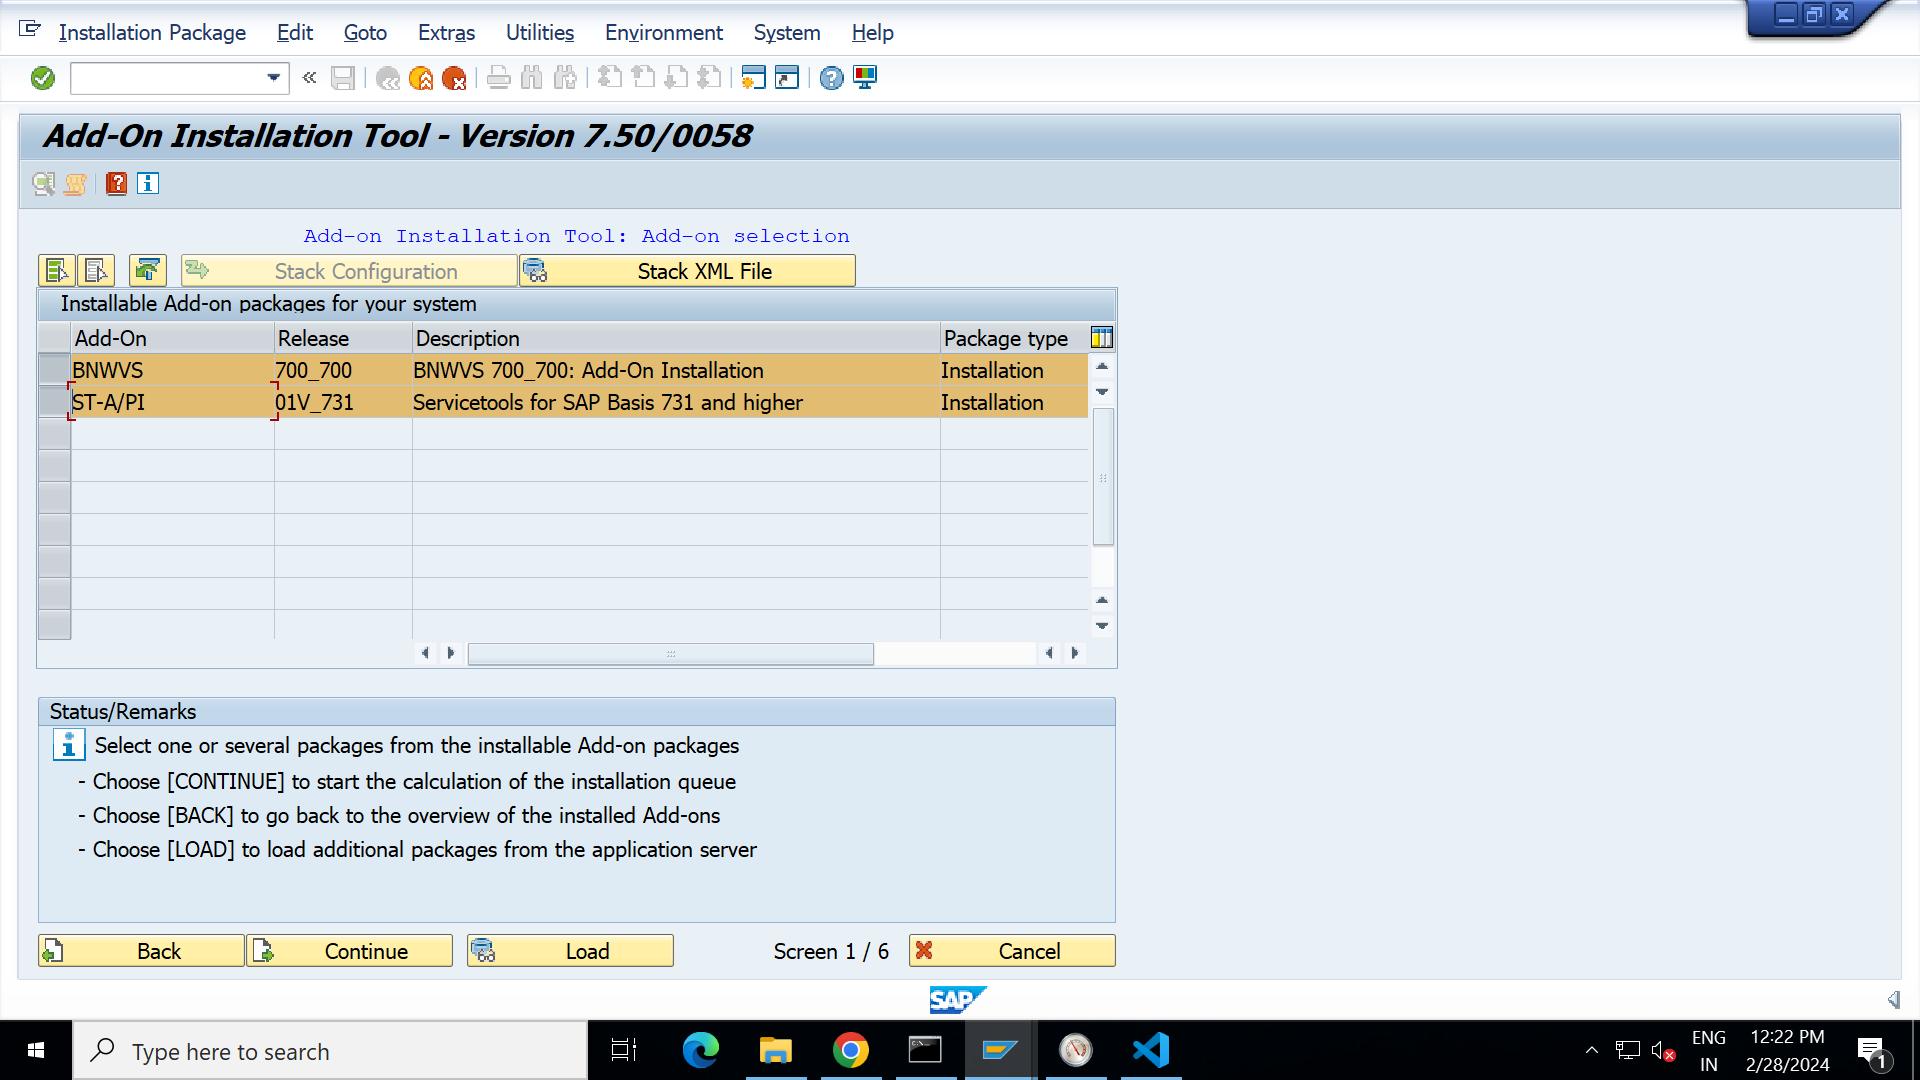 Installation Package Edit Goto Extras Utilities Environment System Help
Add-On Installation Tool - Version 7.50/0058
Add-on Installation Tool: Add-on selection
Stack Configuration Stack XML File
Installable Add-on packages for your system
Add-On Release Description Package type
BNWVS 700_700 BNWVS 700_700: Add-On Installation Installation
ST-A/PI 01V_731 Servicetools for SAP Basis 731 and higher Installation
Status/Remarks
Select one or several packages from the installable Add-on packages
- Choose [CONTINUE] to start the calculation of the installation queue
- Choose [BACK] to go back to the overview of the installed Add-ons
- Choose [LOAD] to load additional packages from the application server
Back Continue Load Screen 1 / 6 Cancel
SAP
Type here to search
ENG
IN
12:22 PM
2/28/2024
1